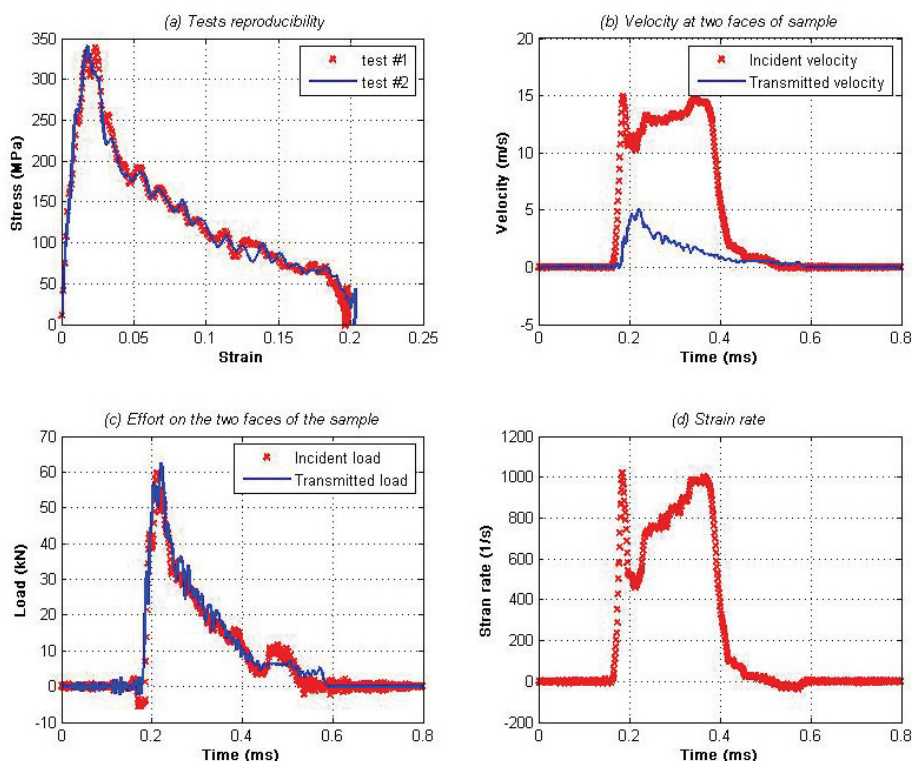 (a) Tests reproducibility
350
300
250
200
150
100
50
0
Stress (MPa)
test #1
test #2
0
0.05
0.1
0.15
0.2
0.25
Strain
(b) Velocity at two faces of sample
20
15
10
5
0
-5
Velocity (m/s)
Incident velocity
Transmitted velocity
0
0.2
0.4
0.6
0.8
Time (ms)
(c) Effort on the two faces of the sample
70
60
50
40
30
20
10
0
-10
Load (kN)
Incident load
Transmitted load
0
0.2
0.4
0.6
0.8
Time (ms)
(d) Strain rate
1200
1000
800
600
400
200
0
-200
Stran rate (1/s)
0
0.2
0.4
0.6
0.8
Time (ms)